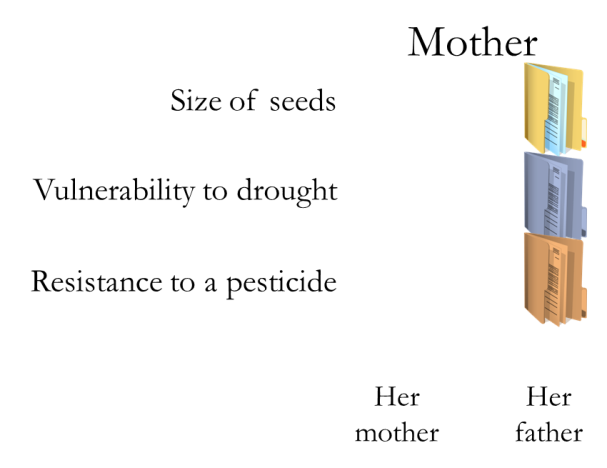 Mother
Size of seeds
Vulnerability to drought
Resistance to a pesticide
Her
mother
Her
father